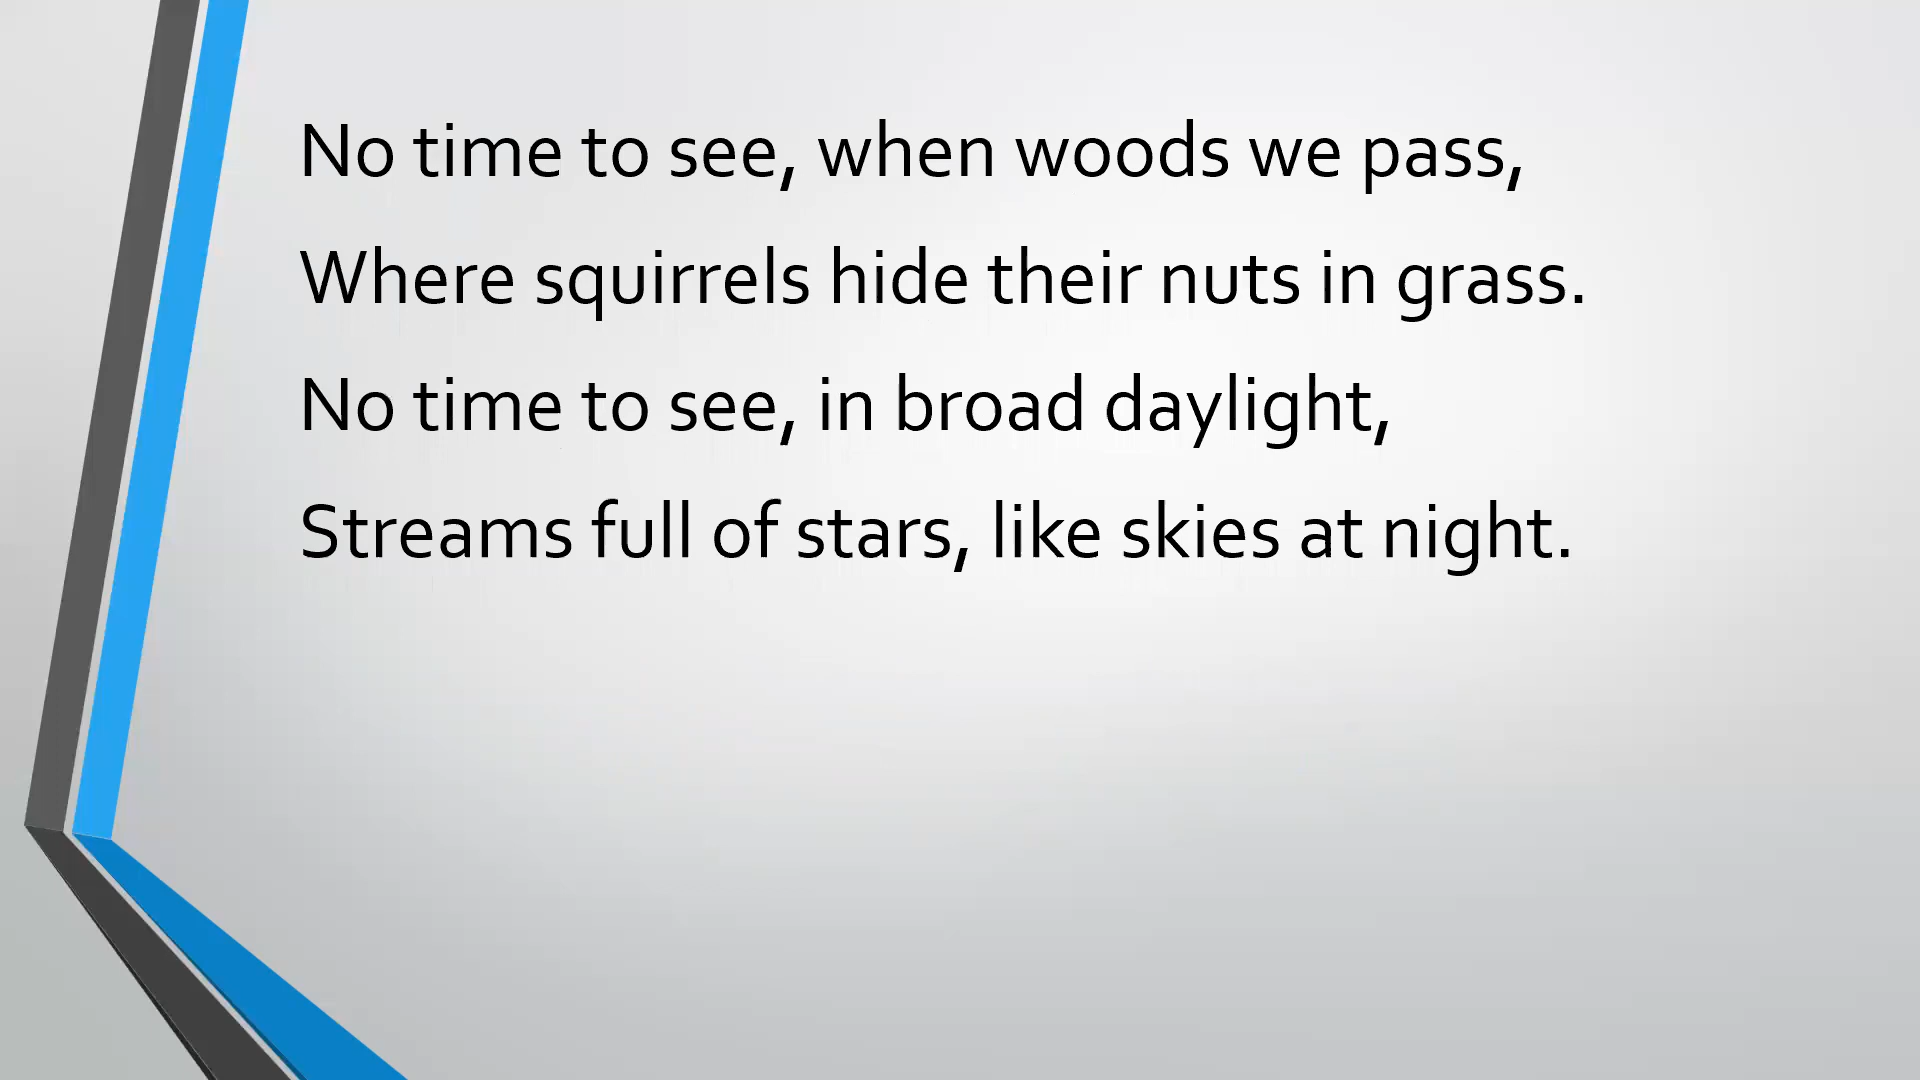 No time to see, when woods we pass,
Where squirrels hide their nuts in grass.
No time to see, in broad daylight,
Streams full of stars, like skies at night.